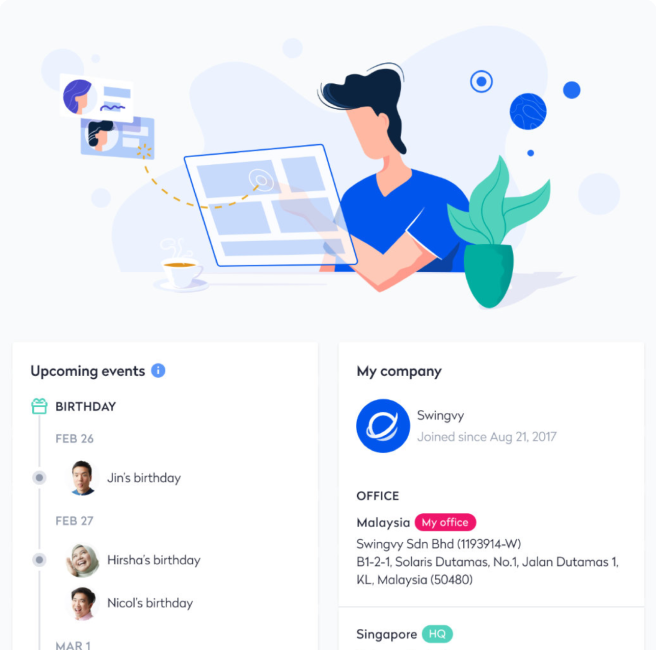 Upcoming events
BIRTHDAY
FEB 26
Jin's birthday
FEB 27
Hirsha's birthday
Nicol's birthday
MAR 1
My company
Swingvy
Joined since Aug 21, 2017
OFFICE
Malaysia My office
Swingvy Sdn Bhd (1193914-W)
B1-2-1, Solaris Dutamas, No.1, Jalan Dutamas 1,
KL, Malaysia (50480)
Singapore HQ